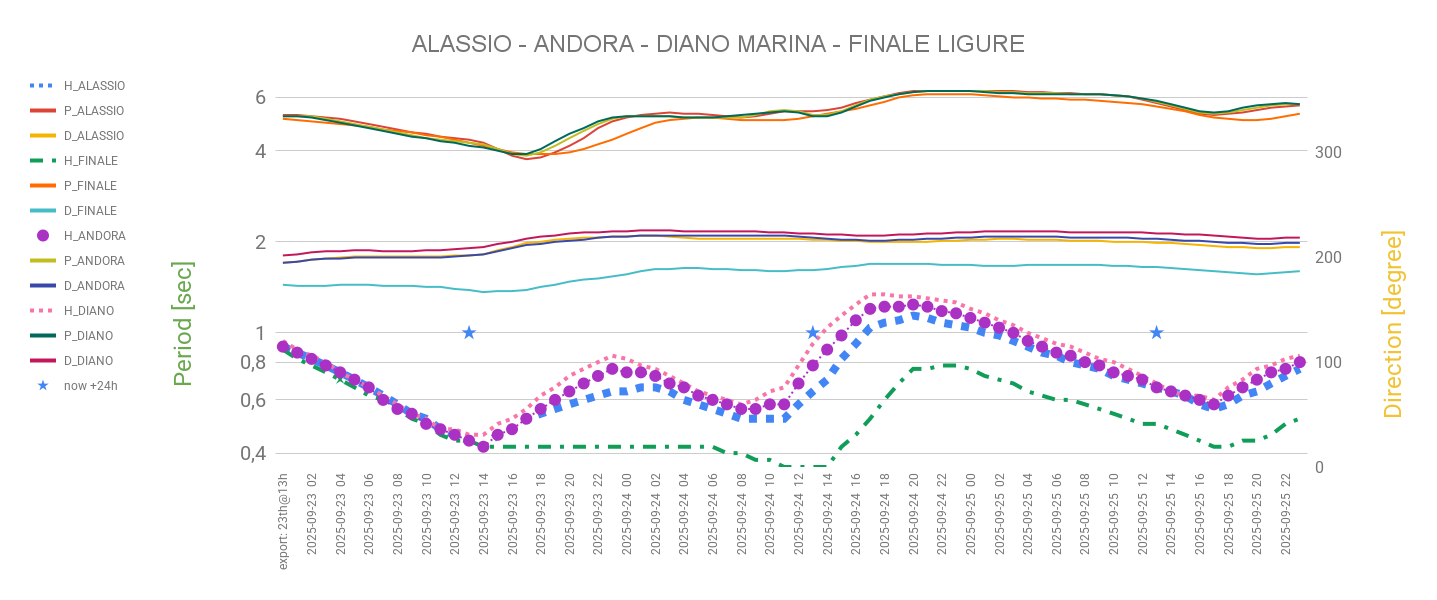 ALASSIO - ANDORA - DIANO MARINA - FINALE LIGURE
H_ALASSIO
P_ALASSIO
D_ALASSIO
H_FINALE
P_FINALE
D_FINALE
H_ANDORA
P_ANDORA
D_ANDORA
H_DIANO
P_DIANO
D_DIANO
now +24h
Period [sec]
6
4
2
1
0,8
0,6
0,4
300
200
100
0
Direction [degree]
export: 23th@13h
2025-09-23 02
2025-09-23 04
2025-09-23 06
2025-09-23 08
2025-09-23 10
2025-09-23 12
2025-09-23 14
2025-09-23 16
2025-09-23 18
2025-09-23 20
2025-09-23 22
2025-09-24 00
2025-09-24 02
2025-09-24 04
2025-09-24 06
2025-09-24 08
2025-09-24 10
2025-09-24 12
2025-09-24 14
2025-09-24 16
2025-09-24 18
2025-09-24 20
2025-09-24 22
2025-09-25 00
2025-09-25 02
2025-09-25 04
2025-09-25 06
2025-09-25 08
2025-09-25 10
2025-09-25 12
2025-09-25 14
2025-09-25 16
2025-09-25 18
2025-09-25 20
2025-09-25 22